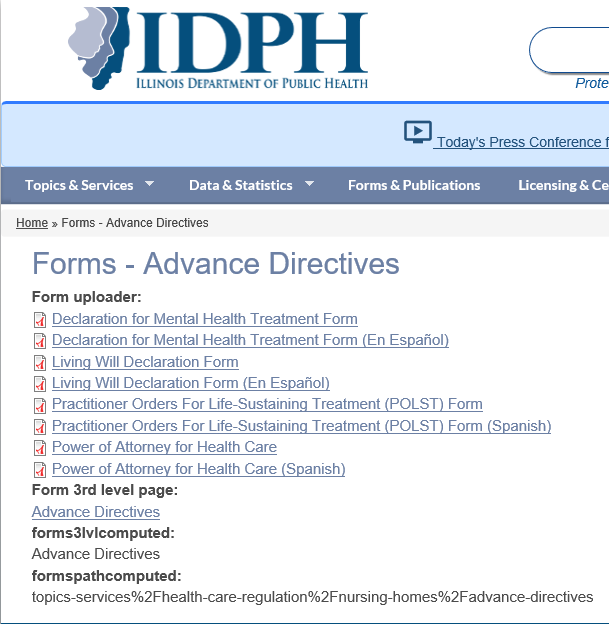 IDPH
ILLINOIS DEPARTMENT OF PUBLIC HEALTH
Prote
Today's Press Conference f
Topics & Services Data & Statistics Forms & Publications Licensing & Ce
Home » Forms - Advance Directives
Forms - Advance Directives
Form uploader:
Declaration for Mental Health Treatment Form
Declaration for Mental Health Treatment Form (En Español)
Living Will Declaration Form
Living Will Declaration Form (En Español)
Practitioner Orders For Life-Sustaining Treatment (POLST) Form
Practitioner Orders For Life-Sustaining Treatment (POLST) Form (Spanish)
Power of Attorney for Health Care
Power of Attorney for Health Care (Spanish)
Form 3rd level page:
Advance Directives
forms3lvlcomputed:
Advance Directives
formspathcomputed:
topics-services%2Fhealth-care-regulation%2Fnursing-homes%2Fadvance-directives